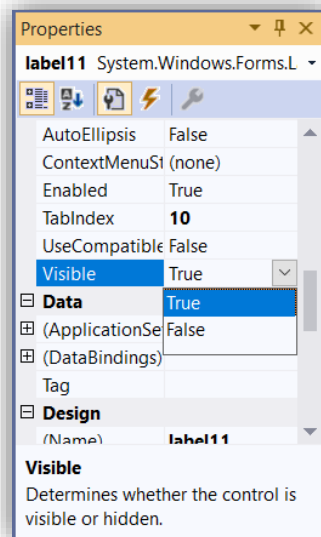 Properties
label11 System.Windows.Forms.L
AutoEllipsis False
ContextMenuSt (none)
Enabled True
TabIndex 10
UseCompatible False
Visible True
True
False
Data
(ApplicationSe
(DataBindings)
Tag
Design
(Name) label11
Visible
Determines whether the control is
visible or hidden.